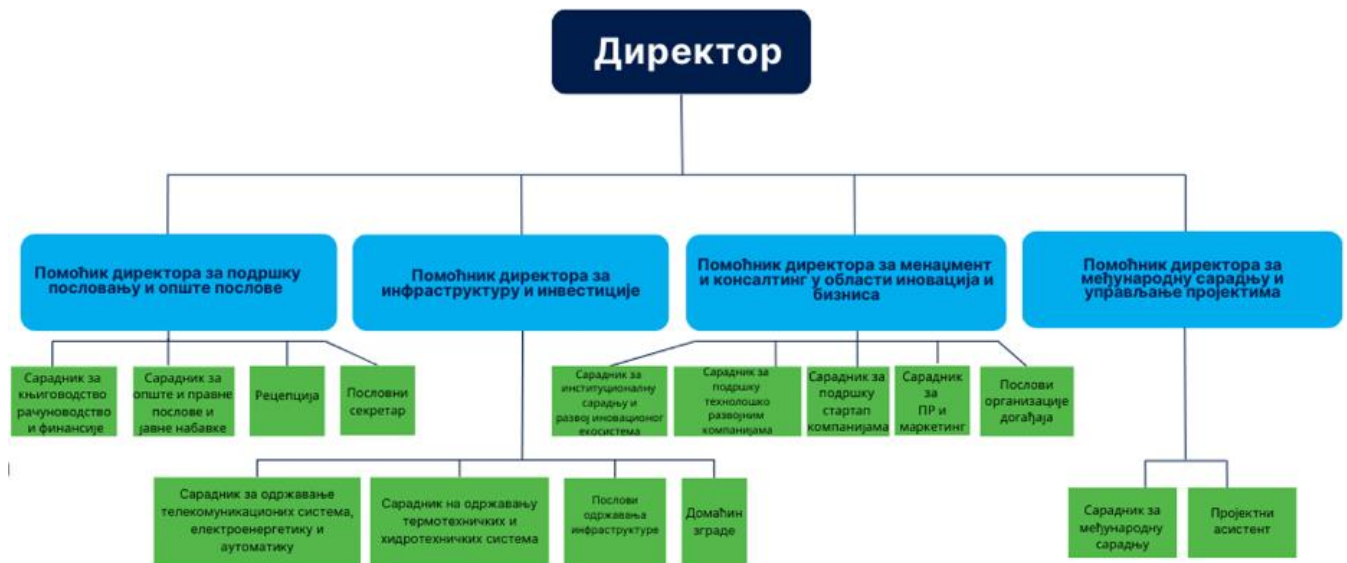 Директор
Помоћик директора за подршку
пословању и опште послове
Помоћник директора за
инфраструктуру и инвестиције
Помоћник директора за менаџмент
и консалтинг у области иновација и
бизниса
Помоћник директора за
међународну сарадњу и
управљање пројектима
Сарадник за
књиговодство
рачуноводство
и финансије
Сарадник за
опште и правне
послове и
јавне набавке
Рецепција
Пословни
секретар
Сарадник за
институционалну
сарадњу и
развој иновационог
екосистема
Сарадник за
подршку
технолошко
развојним
компанијама
Сарадник за
подршку
стартап
компанијама
Сарадник
за
ПР и
маркетинг
Послови
организације
догађаја
Сарадник за одржавање
телекомуникационих система,
електроенергетику и
аутоматику
Сарадник на одржавању
термотехничких и
хидротехничких система
Послови
одржавања
инфраструктуре
Домаћин
зграде
Сарадник за
међународну
сарадњу
Пројектни
асистент